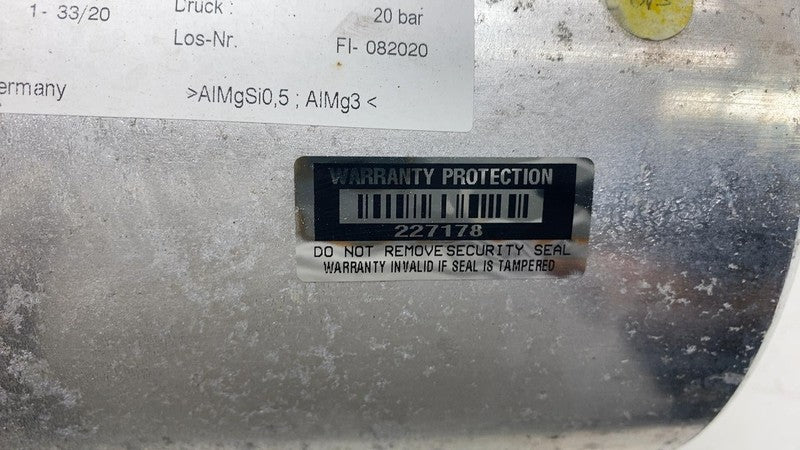 Druck : 20 bar
1- 33/20
Los-Nr. FI- 082020
ermany
>AlMgSi0,5 ; AlMg3 <
WARRANTY PROTECTION
227178
DO NOT REMOVE SECURITY SEAL
WARRANTY INVALID IF SEAL IS TAMPERED